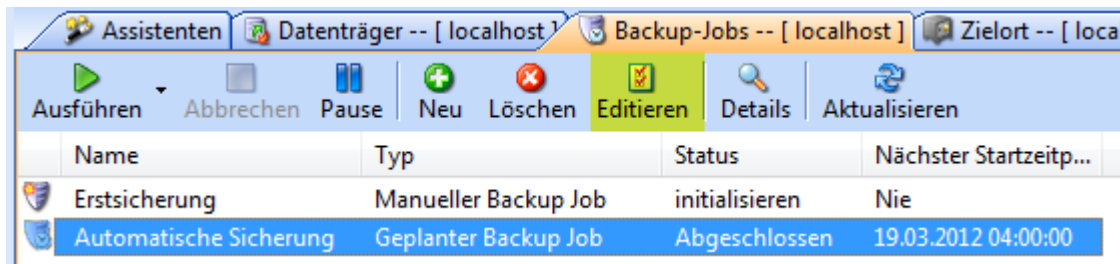 Assistenten Datenträger -- [ localhost ] Backup-Jobs -- [ localhost ] Zielort -- [ loca
Ausführen Abbrechen Pause Neu Löschen Editieren Details Aktualisieren
Name Typ Status Nächster Startzeitp...
Erstsicherung Manueller Backup Job initialisieren Nie
Automatische Sicherung Geplanter Backup Job Abgeschlossen 19.03.2012 04:00:00